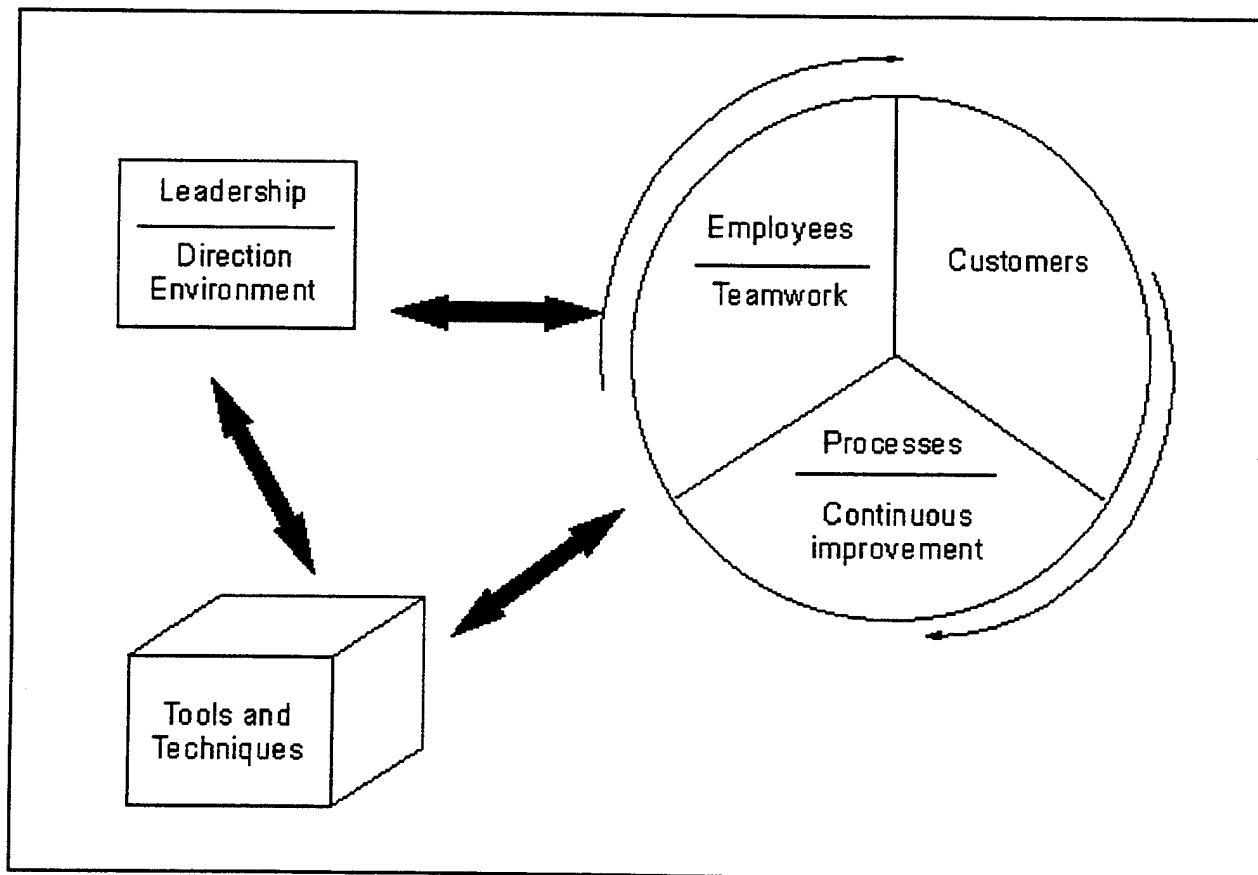 Leadership
Direction
Environment
Employees
Teamwork
Customers
Processes
Continuous
improvement
Tools and
Techniques